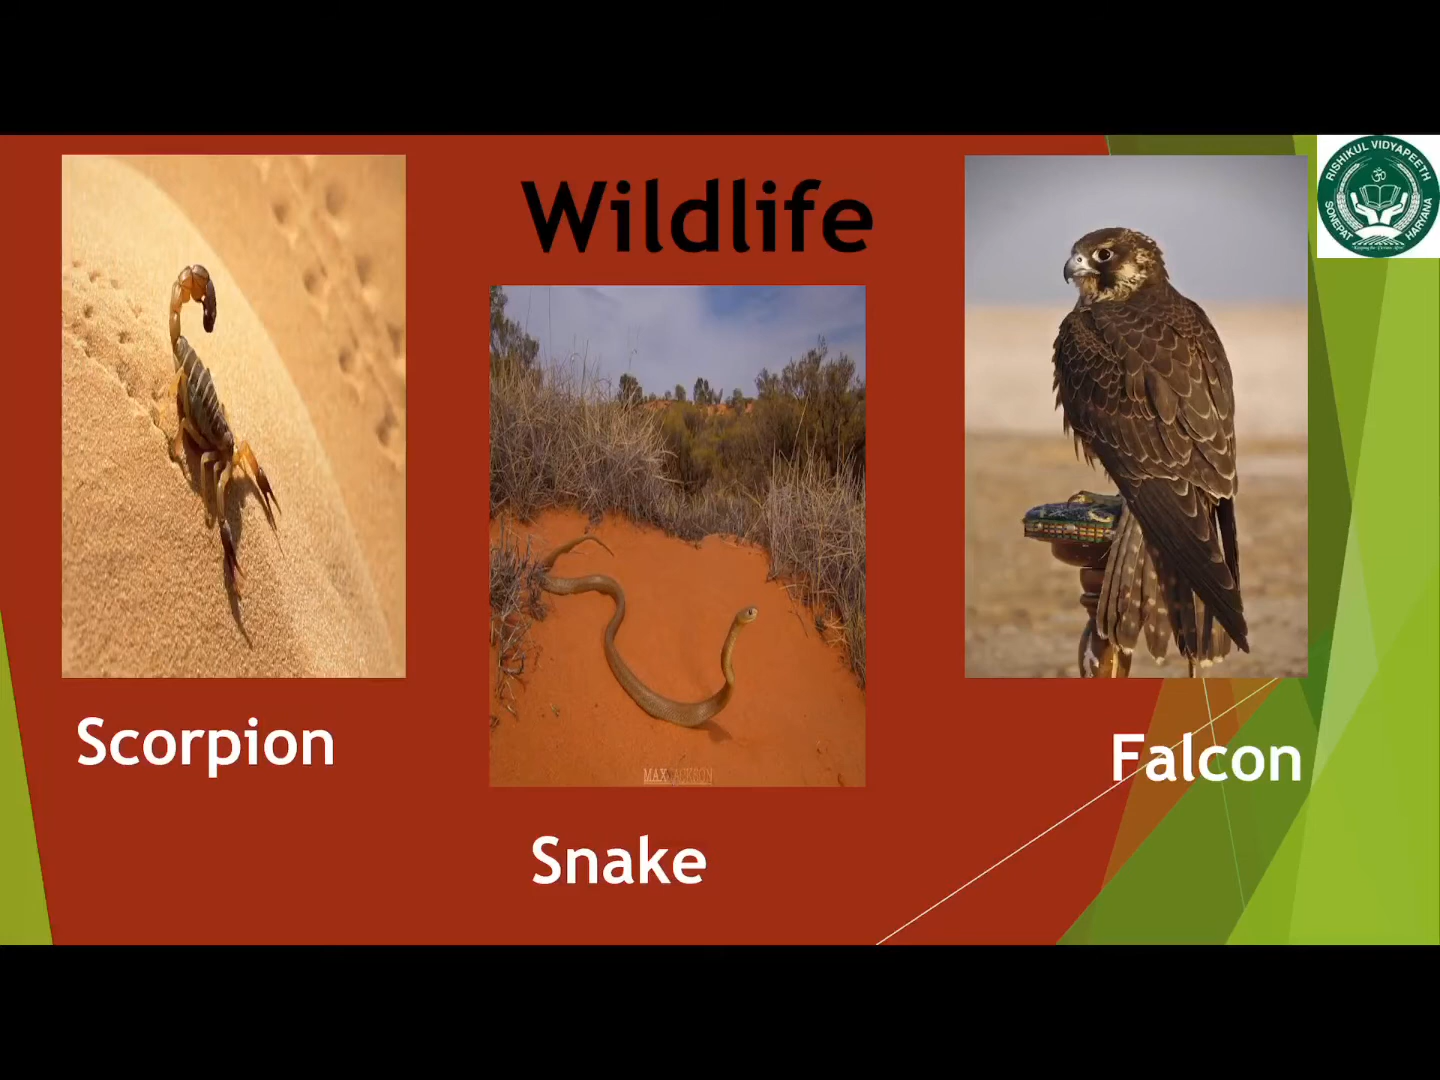 Wildlife
RISHIKUL VIDYAPEETH
SONEPAT HARYANA
Scorpion
Snake
Falcon